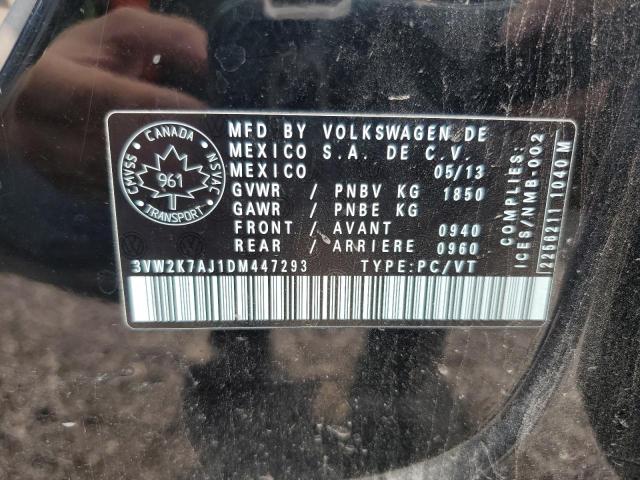 CANADA
CMVSS
NSVAC
961
TRANSPORT
MFD BY VOLKSWAGEN DE
MEXICO S.A. DE C.V.
MEXICO 05/13
GVWR / PNBV KG 1850
GAWR / PNBE KG
FRONT / AVANT 0940
REAR / ARRIERE 0960
3VW2K7AJ1DM447293 TYPE:PC/VT
COMPLIES:
ICES/NMB-002
2256211 1040 M